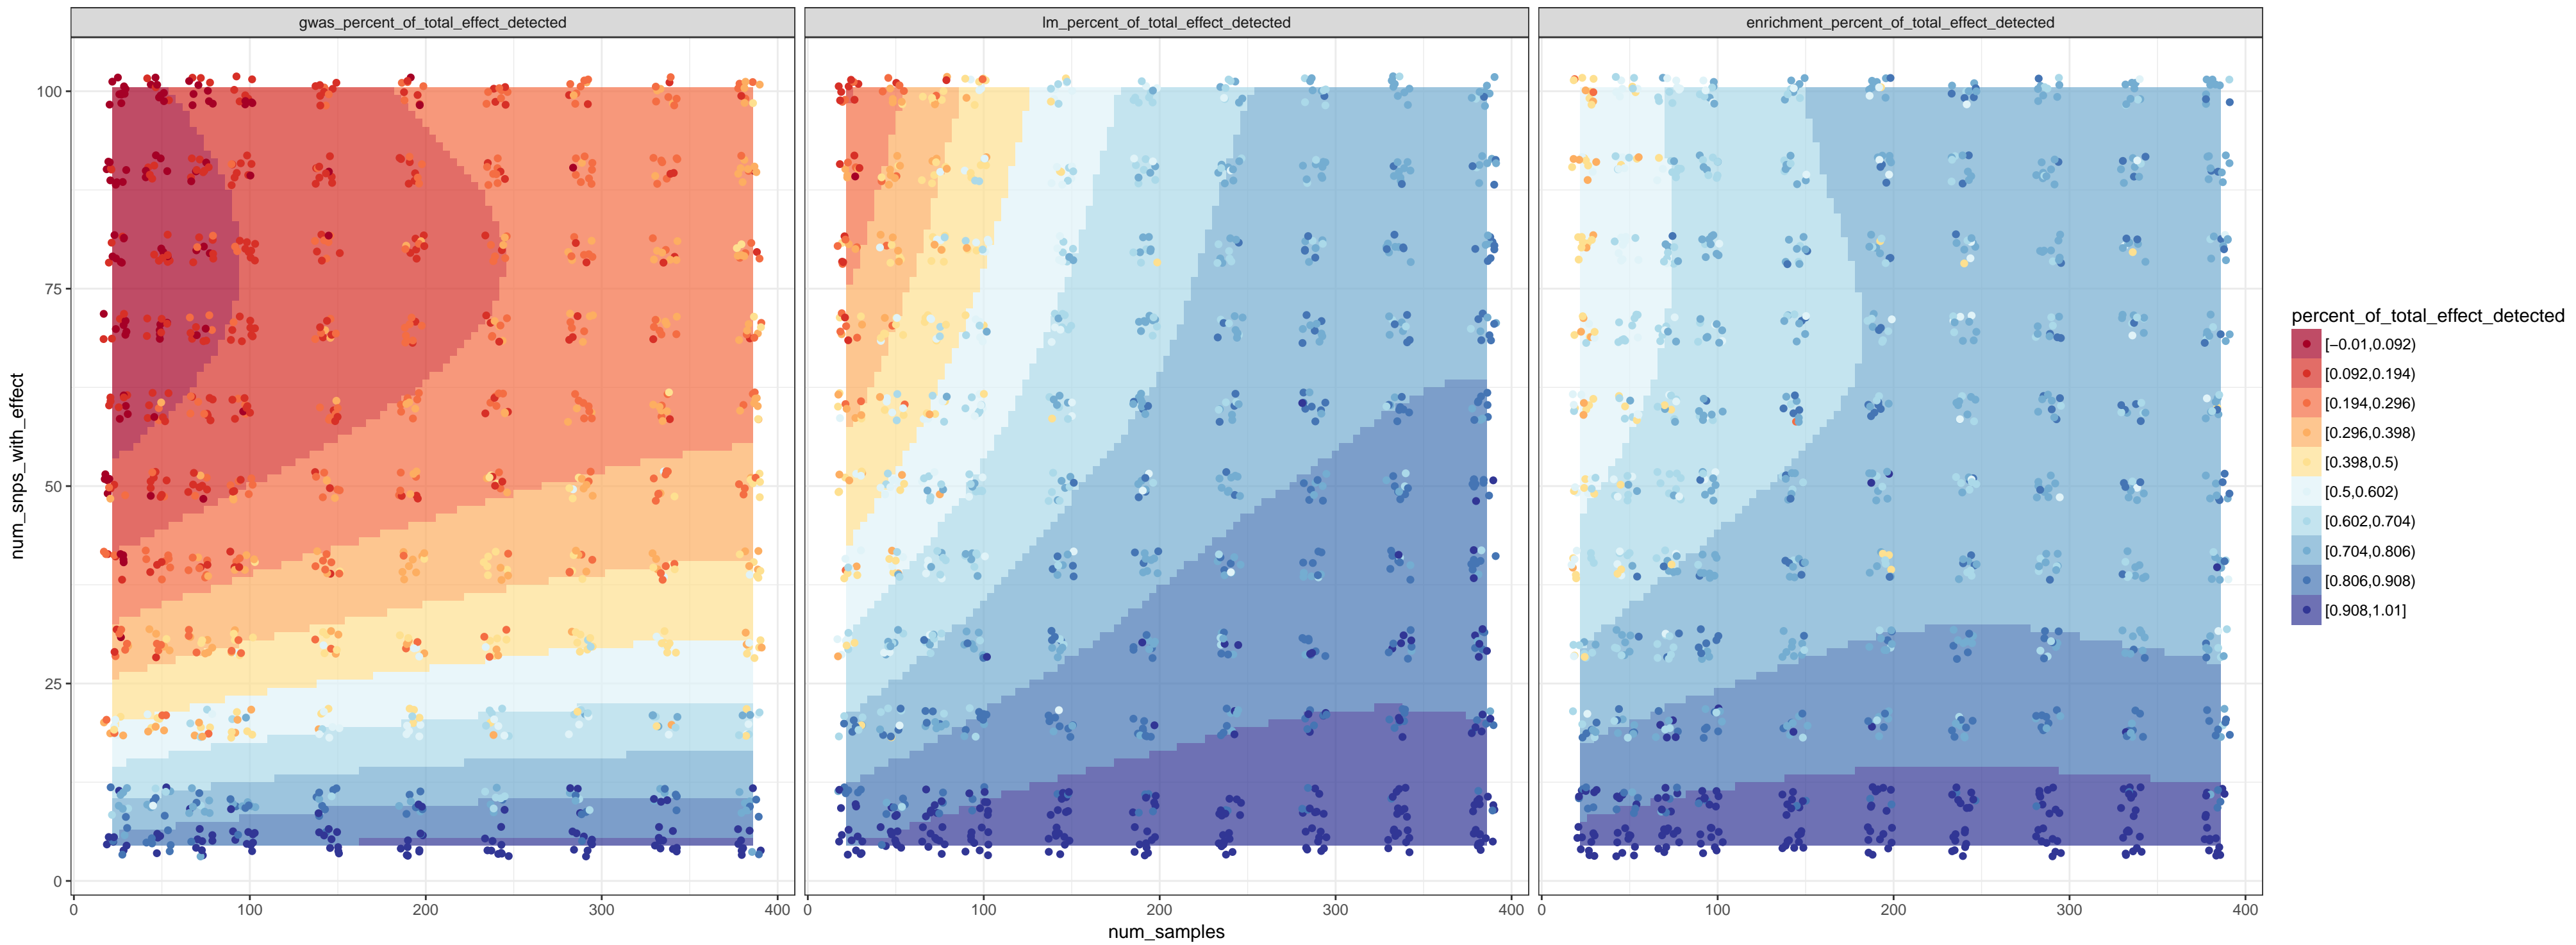 gwas_percent_of_total_effect_detected
lm_percent_of_total_effect_detected
enrichment_percent_of_total_effect_detected
num_snps_with_effect
100
75
50
25
0
0 100 200 300 400
0 100 200 300 400
0 100 200 300 400
num_samples
percent_of_total_effect_detected
[−0.01,0.092)
[0.092,0.194)
[0.194,0.296)
[0.296,0.398)
[0.398,0.5)
[0.5,0.602)
[0.602,0.704)
[0.704,0.806)
[0.806,0.908)
[0.908,1.01]